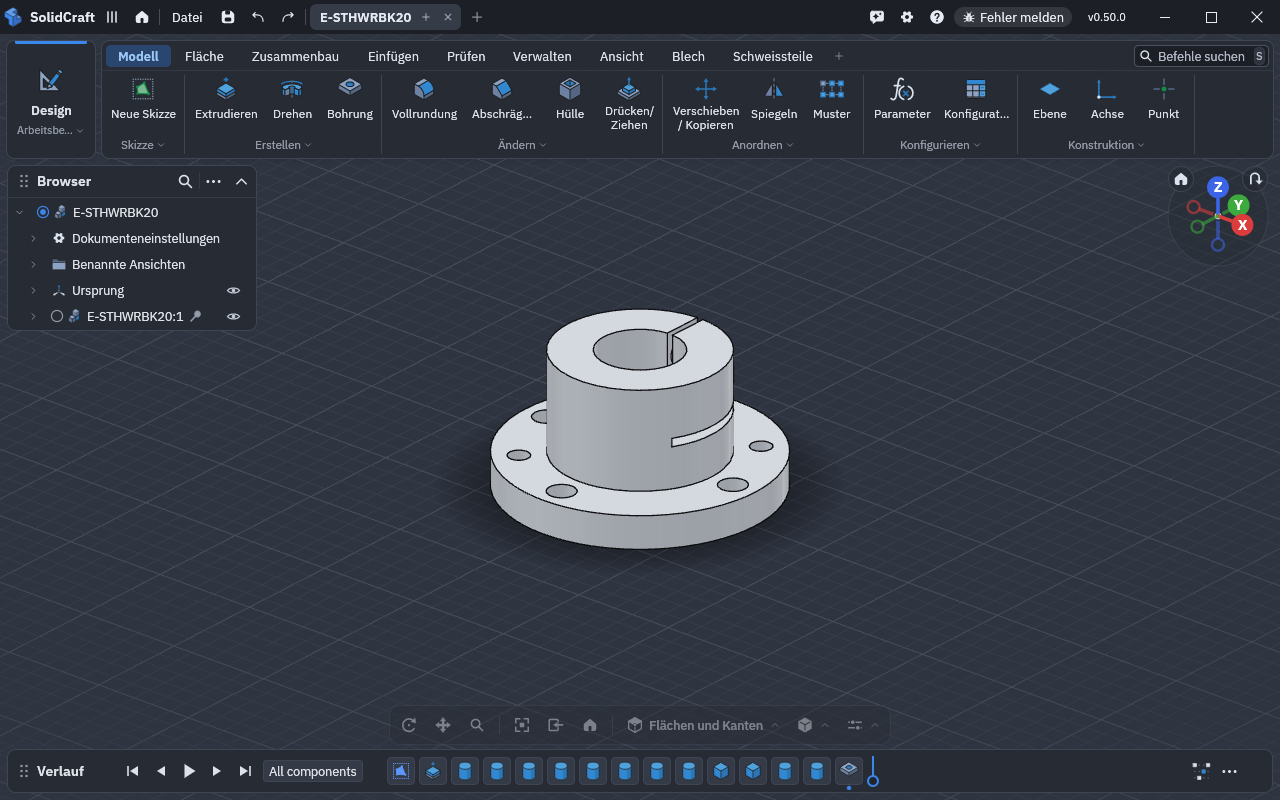 SolidCraft
Datei
E-STHWRBK20
Fehler melden
v0.50.0
Design
Arbeitsbe...
Modell
Fläche
Zusammenbau
Einfügen
Prüfen
Verwalten
Ansicht
Blech
Schweissteile
Befehle suchen
S
Neue Skizze
Extrudieren
Drehen
Bohrung
Vollrundung
Abschräg...
Hülle
Drücken/
Ziehen
Verschieben
/ Kopieren
Spiegeln
Muster
Parameter
Konfigurat...
Ebene
Achse
Punkt
Skizze
Erstellen
Ändern
Anordnen
Konfigurieren
Konstruktion
Browser
E-STHWRBK20
Dokumenteneinstellungen
Benannte Ansichten
Ursprung
E-STHWRBK20:1
Z
Y
X
Flächen und Kanten
Verlauf
All components